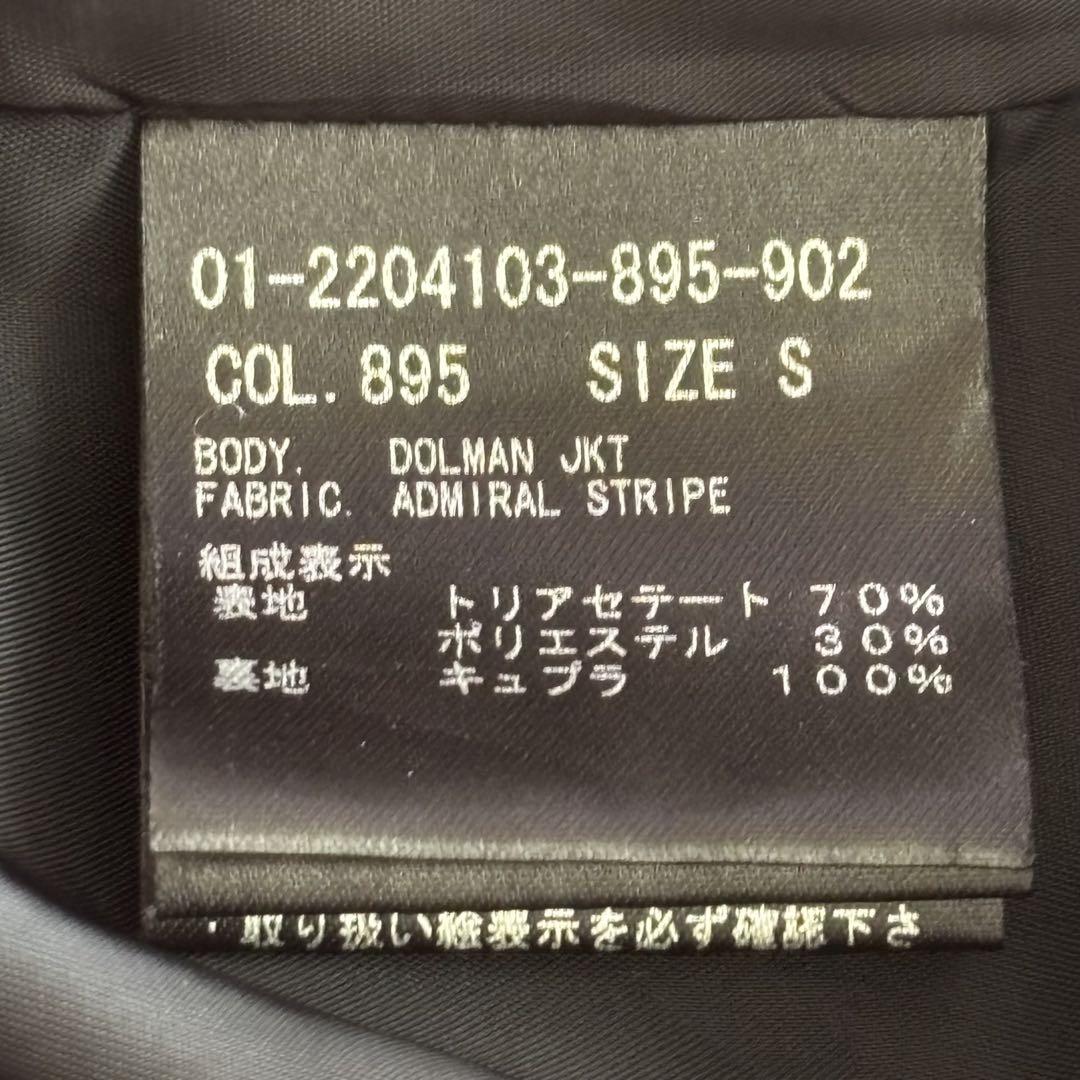 01-2204103-895-902
COL. 895 SIZE S
BODY. DOLMAN JKT
FABRIC. ADMIRAL STRIPE
組成表示
表地 トリアセテート 70%
ポリエステル 30%
裏地 キュプラ 100%
・取り扱い絵表示を必ず確認下さ